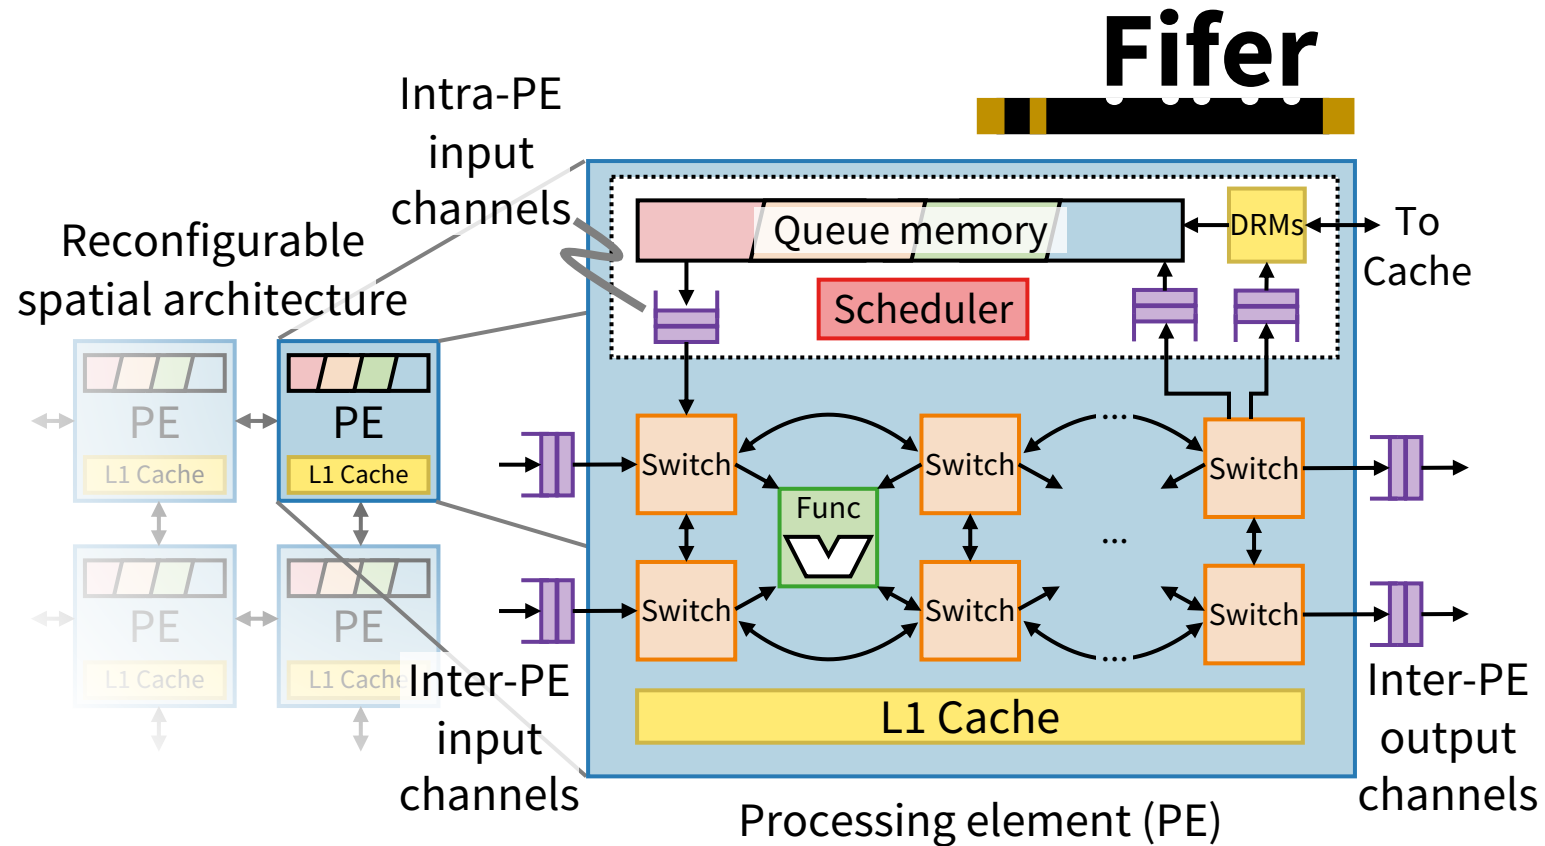 Fifer
Intra-PE
input
channels
Reconfigurable
spatial architecture
Queue memory
DRMs
To
Cache
Scheduler
PE
L1 Cache
PE
L1 Cache
PE
L1 Cache
PE
L1 Cache
Switch
Switch
...
Switch
Func
...
Switch
Switch
...
Switch
L1 Cache
Inter-PE
input
channels
Inter-PE
output
channels
Processing element (PE)